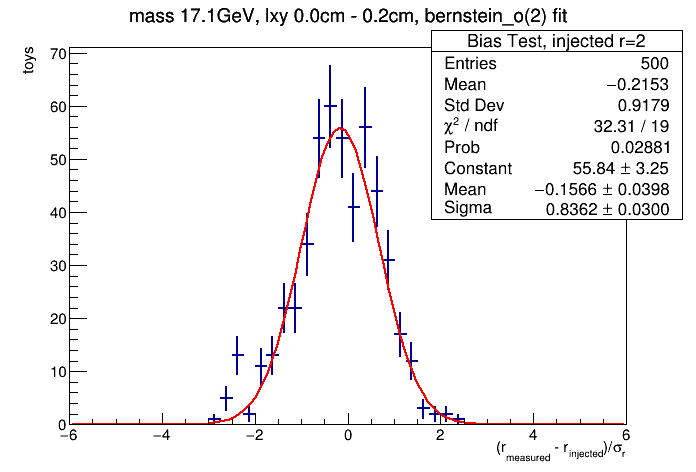 mass 17.1GeV, lxy 0.0cm - 0.2cm, bernstein_o(2) fit
Bias Test, injected r=2
Entries 500
Mean −0.2153
Std Dev 0.9179
χ² / ndf 32.31 / 19
Prob 0.02881
Constant 55.84 ± 3.25
Mean −0.1566 ± 0.0398
Sigma 0.8362 ± 0.0300
toys
70
60
50
40
30
20
10
0
−6 −4 −2 0 2 4 6
(r_measured - r_injected)/σ_r